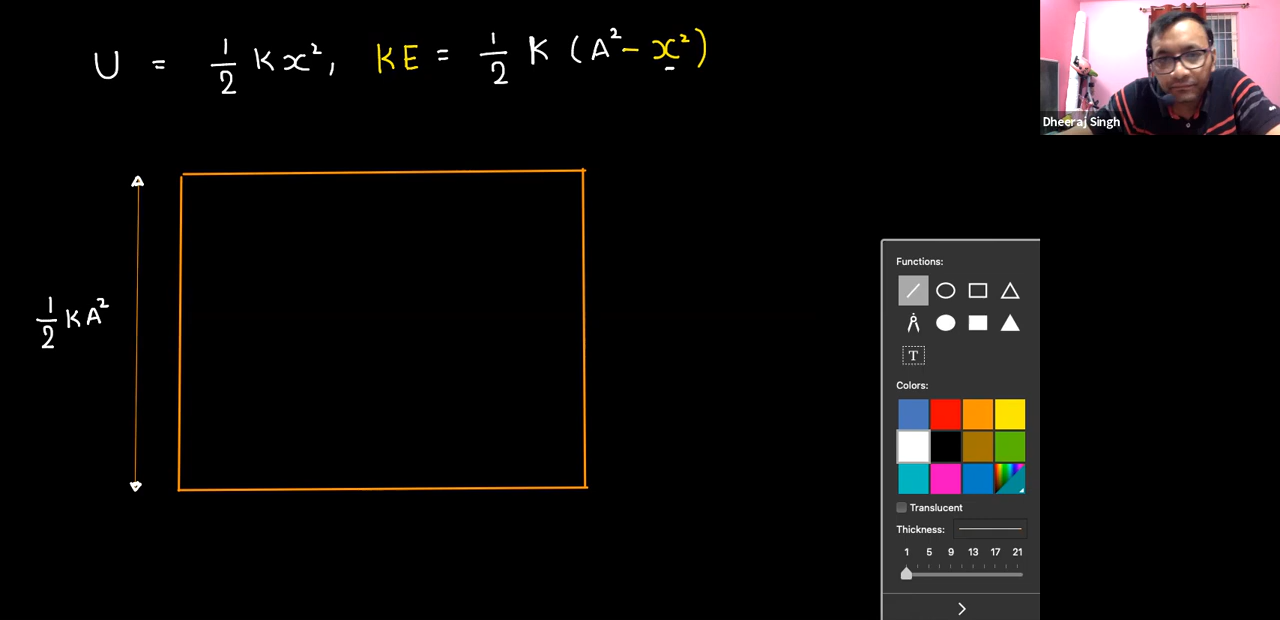 U = 1/2 Kx², KE = 1/2 K (A² - x²)
Dheeraj Singh
1/2 KA²
Functions:
T
Colors:
Translucent
Thickness:
1 5 9 13 17 21